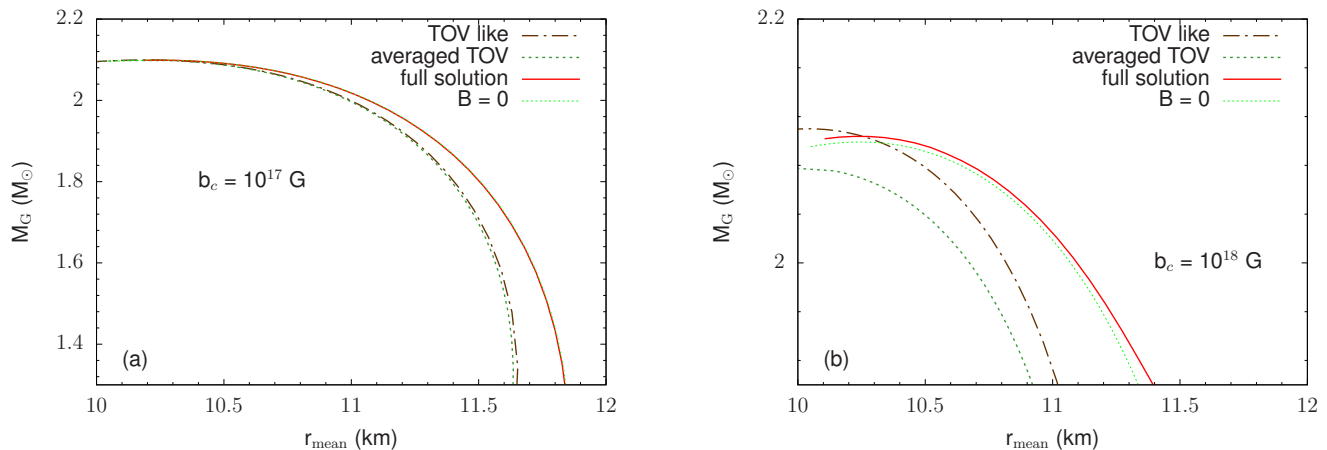 2.2
2
1.8
1.6
1.4
M_G (M_⊙)
TOV like
averaged TOV
full solution
B = 0
b_c = 10^17 G
(a)
10 10.5 11 11.5 12
r_mean (km)
2.2
2
M_G (M_⊙)
TOV like
averaged TOV
full solution
B = 0
b_c = 10^18 G
(b)
10 10.5 11 11.5 12
r_mean (km)